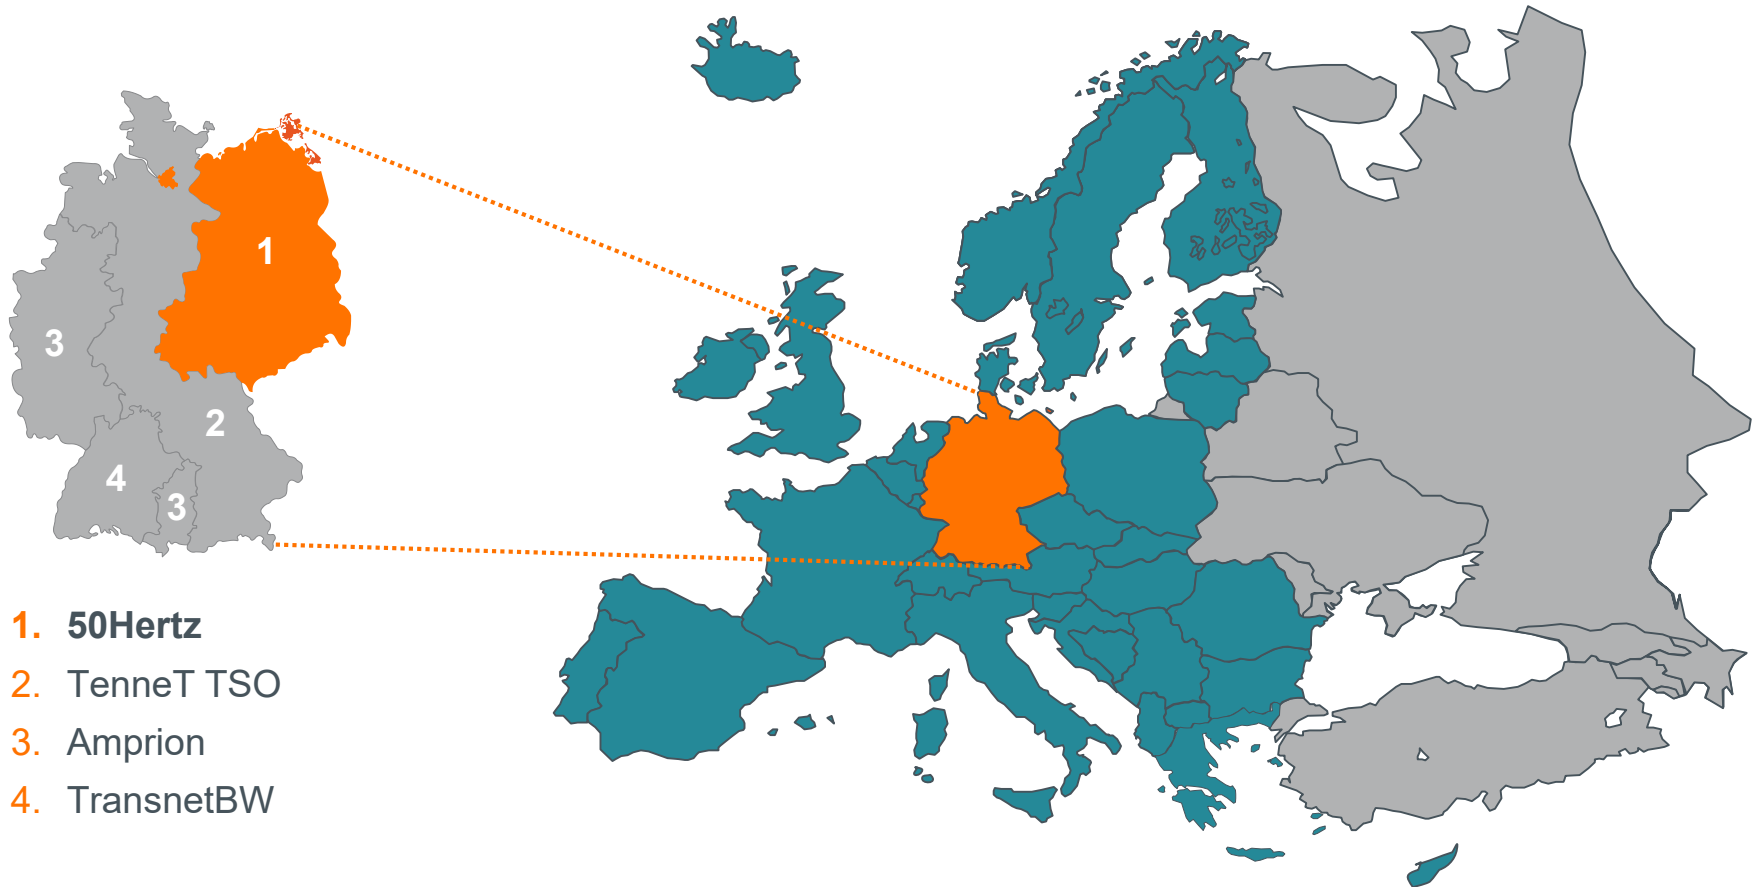 1
3
2
4
3
1. 50Hertz
2. TenneT TSO
3. Amprion
4. TransnetBW